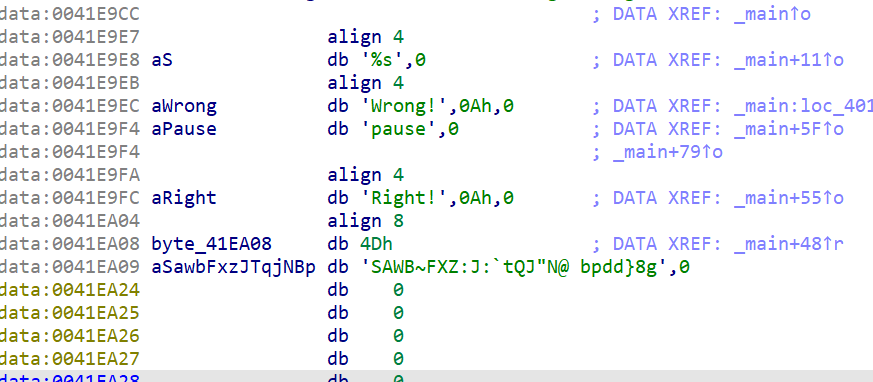 data:0041E9CC ; DATA XREF: _main↑o
data:0041E9E7 align 4
data:0041E9E8 aS db '%s',0 ; DATA XREF: _main+11↑o
data:0041E9EB align 4
data:0041E9EC aWrong db 'Wrong!',0Ah,0 ; DATA XREF: _main:loc_401
data:0041E9F4 aPause db 'pause',0 ; DATA XREF: _main+5F↑o
data:0041E9F4 ; _main+79↑o
data:0041E9FA align 4
data:0041E9FC aRight db 'Right!',0Ah,0 ; DATA XREF: _main+55↑o
data:0041EA04 align 8
data:0041EA08 byte_41EA08 db 4Dh ; DATA XREF: _main+48↑r
data:0041EA09 aSawbFxzJTqjNBp db 'SAWB~FXZ:J:`tQJ"N@ bpdd}8g',0
data:0041EA24 db 0
data:0041EA25 db 0
data:0041EA26 db 0
data:0041EA27 db 0
data:0041EA28 db 0